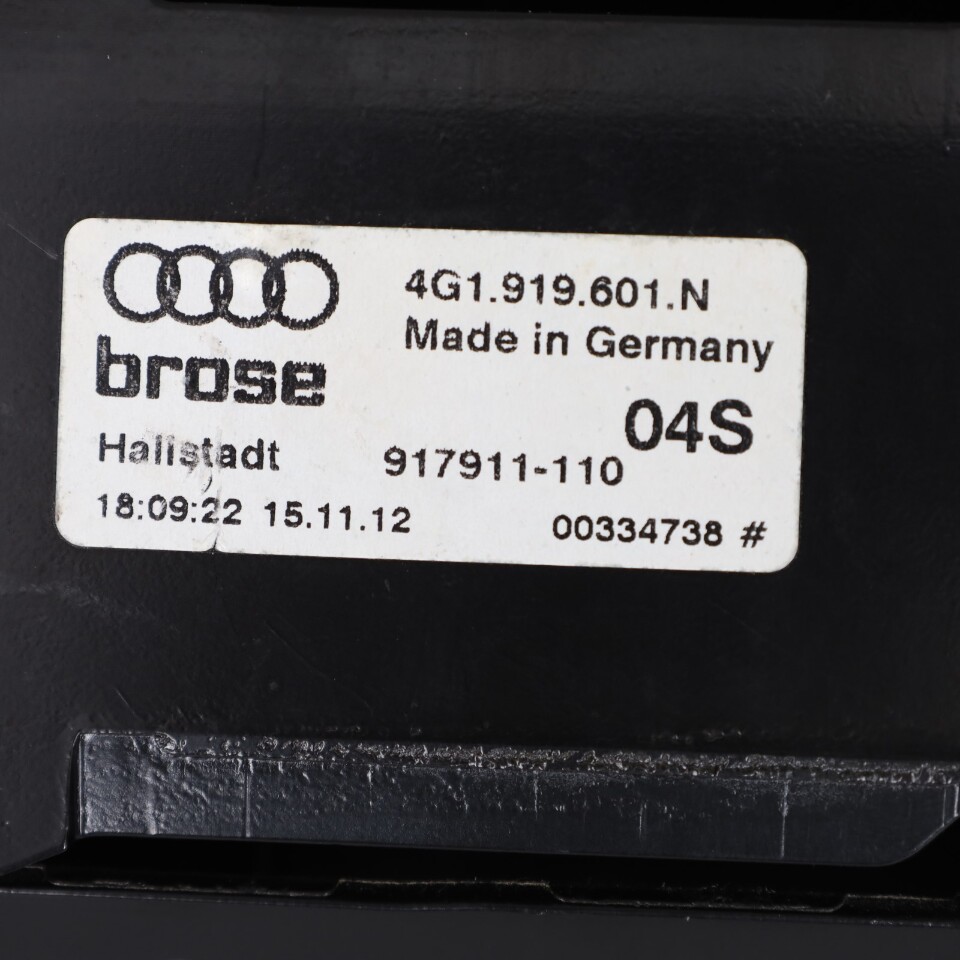 4G1.919.601.N
Made in Germany
brose
04S
Hallstadt 917911-110
18:09:22 15.11.12 00334738 #